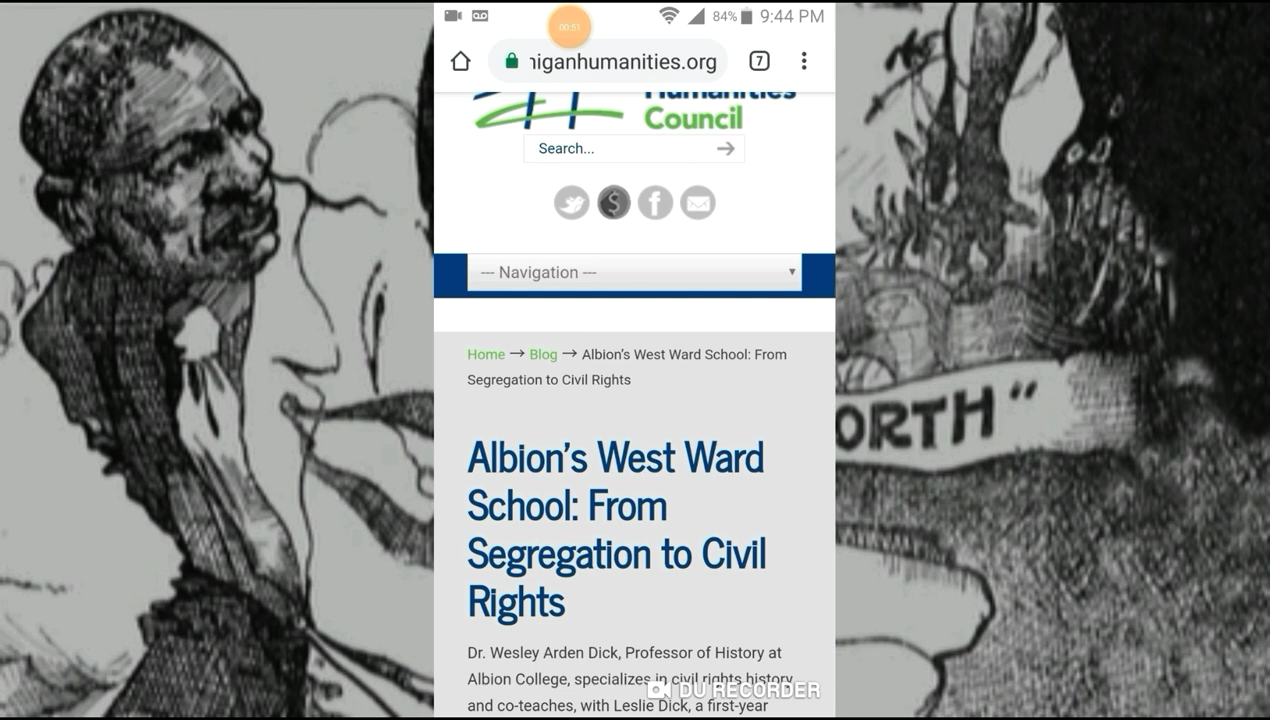 00:51
84%
9:44 PM
niganhumanities.org
7
Humanities
Council
Search...
--- Navigation ---
Home → Blog → Albion's West Ward School: From
Segregation to Civil Rights
Albion's West Ward
School: From
Segregation to Civil
Rights
Dr. Wesley Arden Dick, Professor of History at
Albion College, specializes in civil rights history
and co-teaches, with Leslie Dick, a first-year
DU RECORDER
ORTH"